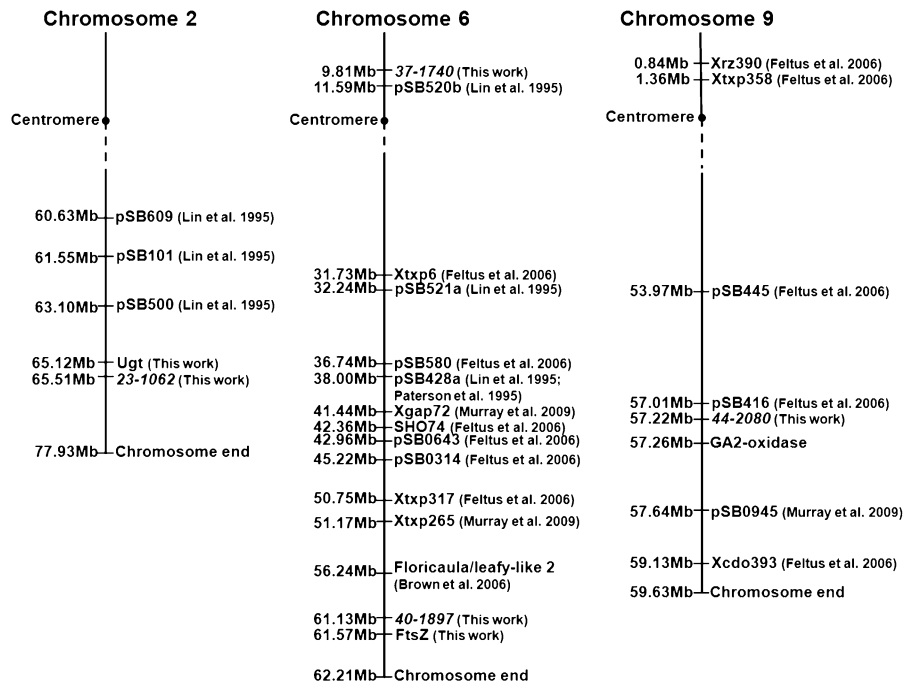 Chromosome 2
Centromere
60.63Mb pSB609 (Lin et al. 1995)
61.55Mb pSB101 (Lin et al. 1995)
63.10Mb pSB500 (Lin et al. 1995)
65.12Mb Ugt (This work)
65.51Mb 23-1062 (This work)
77.93Mb Chromosome end
Chromosome 6
9.81Mb 37-1740 (This work)
11.59Mb pSB520b (Lin et al. 1995)
Centromere
31.73Mb Xtxp6 (Feltus et al. 2006)
32.24Mb pSB521a (Lin et al. 1995)
36.74Mb pSB580 (Feltus et al. 2006)
38.00Mb pSB428a (Lin et al. 1995;
Paterson et al. 1995)
41.44Mb Xgap72 (Murray et al. 2009)
42.36Mb SHO74 (Feltus et al. 2006)
42.96Mb pSB0643 (Feltus et al. 2006)
45.22Mb pSB0314 (Feltus et al. 2006)
50.75Mb Xtxp317 (Feltus et al. 2006)
51.17Mb Xtxp265 (Murray et al. 2009)
56.24Mb Floricaula/leafy-like 2
(Brown et al. 2006)
61.13Mb 40-1897 (This work)
61.57Mb FtsZ (This work)
62.21Mb Chromosome end
Chromosome 9
0.84Mb Xrz390 (Feltus et al. 2006)
1.36Mb Xtxp358 (Feltus et al. 2006)
Centromere
53.97Mb pSB445 (Feltus et al. 2006)
57.01Mb pSB416 (Feltus et al. 2006)
57.22Mb 44-2080 (This work)
57.26Mb GA2-oxidase
57.64Mb pSB0945 (Murray et al. 2009)
59.13Mb Xcdo393 (Feltus et al. 2006)
59.63Mb Chromosome end